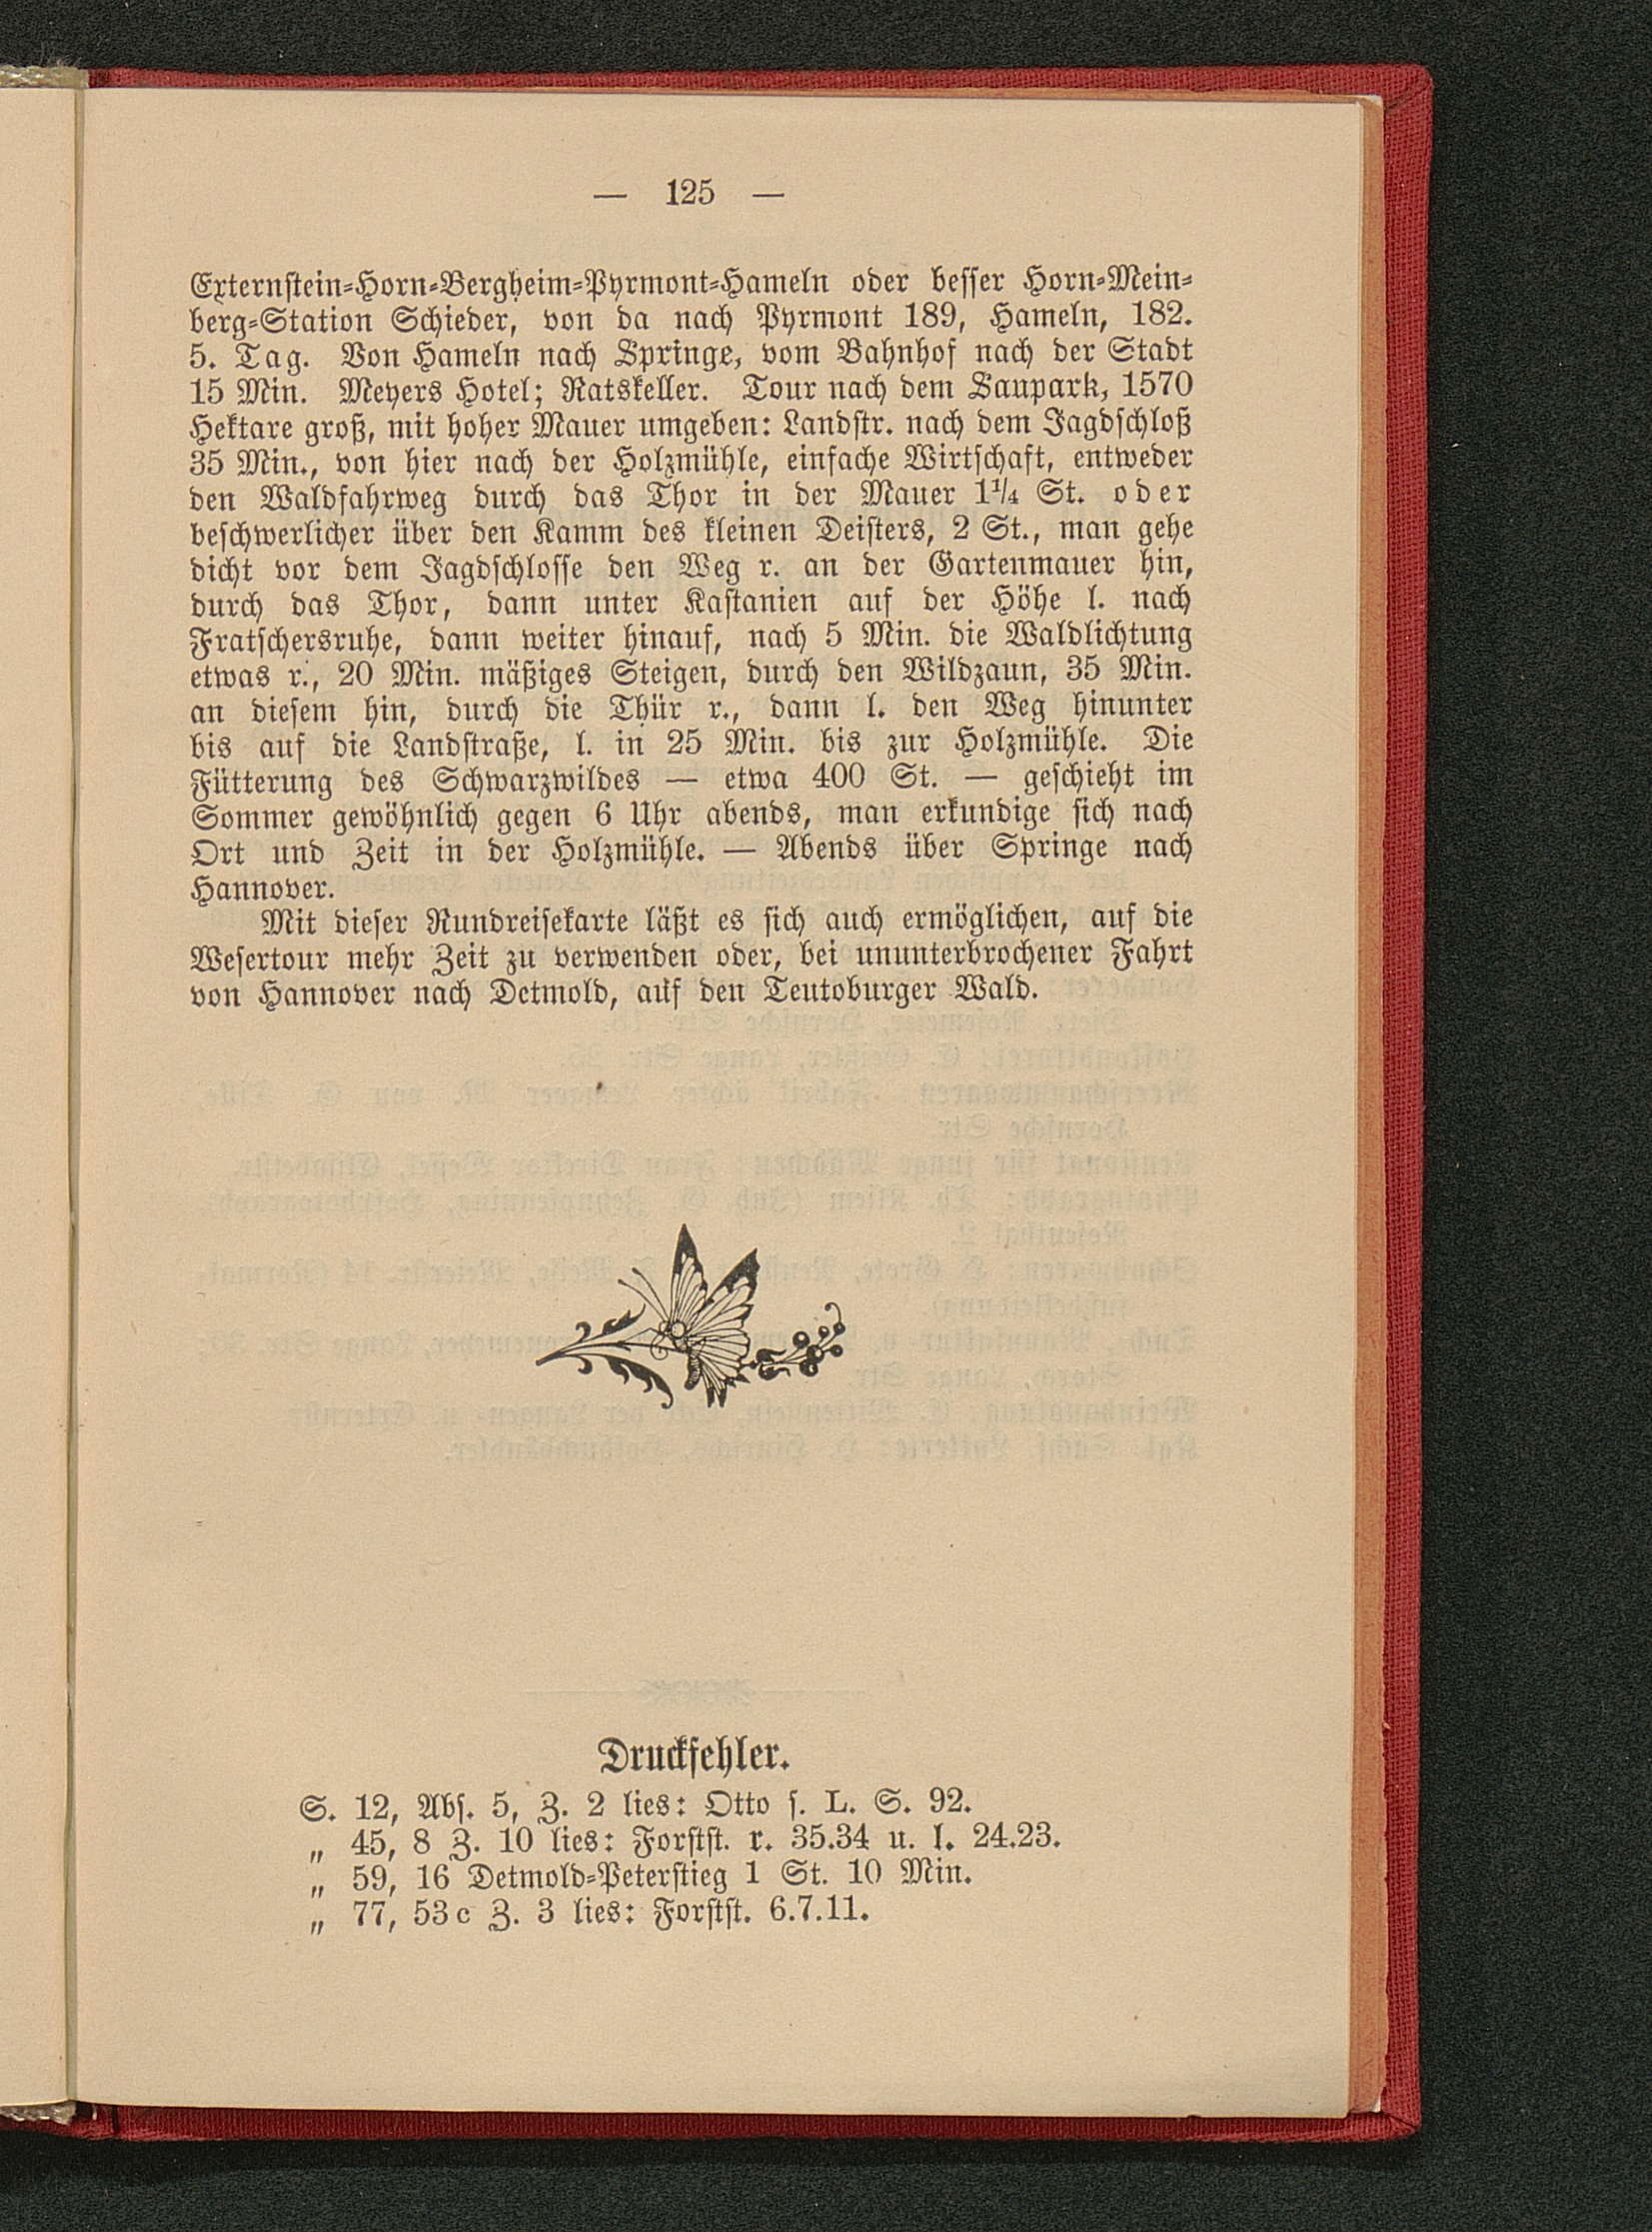 — 125 —
Externstein-Horn-Bergheim-Pyrmont-Hameln oder besser Horn-Mein-
berg-Station Schieder, von da nach Pyrmont 189, Hameln, 182.
5. Tag. Von Hameln nach Springe, vom Bahnhof nach der Stadt
15 Min. Meyers Hotel; Ratskeller. Tour nach dem Saupark, 1570
Hektare groß, mit hoher Mauer umgeben: Landstr. nach dem Jagdschloß
35 Min., von hier nach der Holzmühle, einfache Wirtschaft, entweder
den Waldfahrweg durch das Thor in der Mauer 1¼ St. oder
beschwerlicher über den Kamm des kleinen Deisters, 2 St., man gehe
dicht vor dem Jagdschlosse den Weg r. an der Gartenmauer hin,
durch das Thor, dann unter Kastanien auf der Höhe l. nach
Fratschersruhe, dann weiter hinauf, nach 5 Min. die Waldlichtung
etwas r., 20 Min. mäßiges Steigen, durch den Wildzaun, 35 Min.
an diesem hin, durch die Thür r., dann l. den Weg hinunter
bis auf die Landstraße, l. in 25 Min. bis zur Holzmühle. Die
Fütterung des Schwarzwildes — etwa 400 St. — geschieht im
Sommer gewöhnlich gegen 6 Uhr abends, man erkundige sich nach
Ort und Zeit in der Holzmühle. — Abends über Springe nach
Hannover.
Mit dieser Rundreisekarte läßt es sich auch ermöglichen, auf die
Wesertour mehr Zeit zu verwenden oder, bei ununterbrochener Fahrt
von Hannover nach Detmold, auf den Teutoburger Wald.
Druckfehler.
S. 12, Abs. 5, Z. 2 lies: Otto s. L. S. 92.
„ 45, 8 Z. 10 lies: Forstst. r. 35.34 u. l. 24.23.
„ 59, 16 Detmold-Peterstieg 1 St. 10 Min.
„ 77, 53c Z. 3 lies: Forstst. 6.7.11.